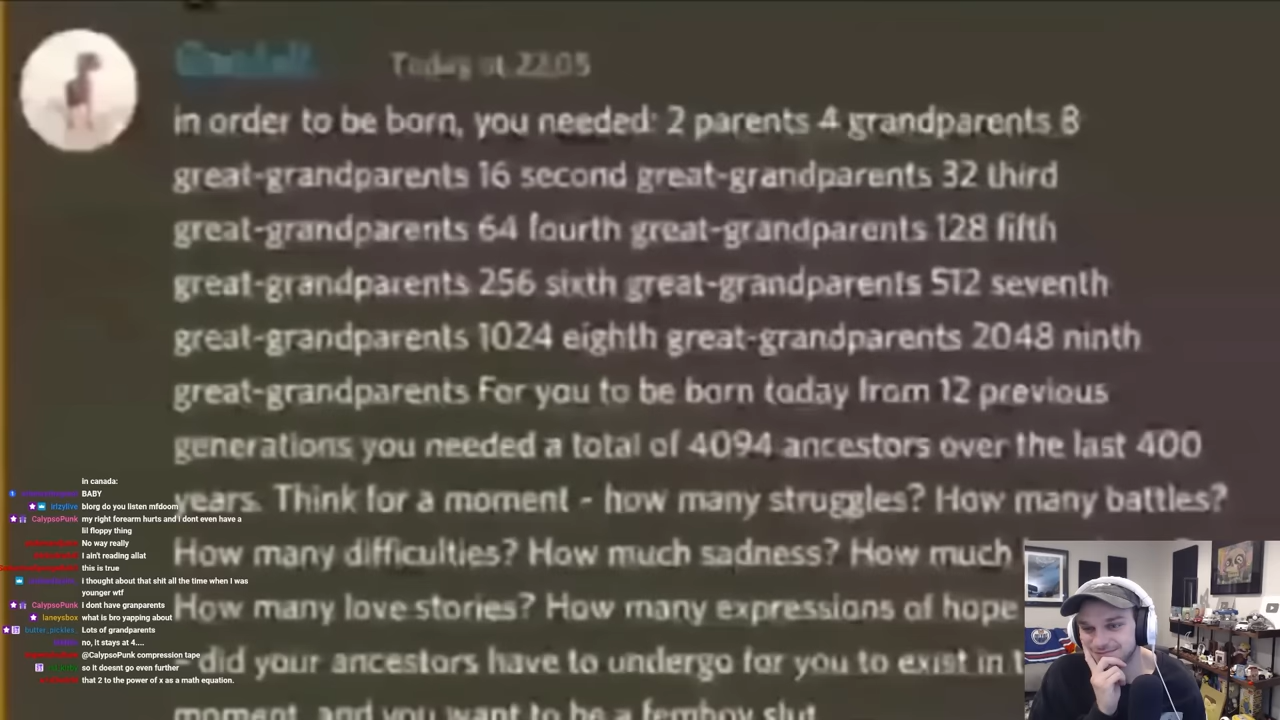 Today at 22:05
in order to be born, you needed: 2 parents 4 grandparents 8
great-grandparents 16 second great-grandparents 32 third
great-grandparents 64 fourth great-grandparents 128 fifth
great-grandparents 256 sixth great-grandparents 512 seventh
great-grandparents 1024 eighth great-grandparents 2048 ninth
great-grandparents For you to be born today from 12 previous
generations you needed a total of 4094 ancestors over the last 400
years. Think for a moment - how many struggles? How many battles?
How many difficulties? How much sadness? How much
How many love stories? How many expressions of hope
- did your ancestors have to undergo for you to exist in
moment, and you want to be a femboy slut
in canada:
BABY
irlzylive blorg do you listen mfdoom
CalypsoPunk my right forearm hurts and i dont even have a
lil floppy thing
No way really
I ain't reading allat
this is true
I thought about that shit all the time when I was
younger wtf
CalypsoPunk I dont have granparents
laneysbox what is bro yapping about
butter_pickles Lots of grandparents
no, it stays at 4....
@CalypsoPunk compression tape
so it doesnt go even further
that 2 to the power of x as a math equation.